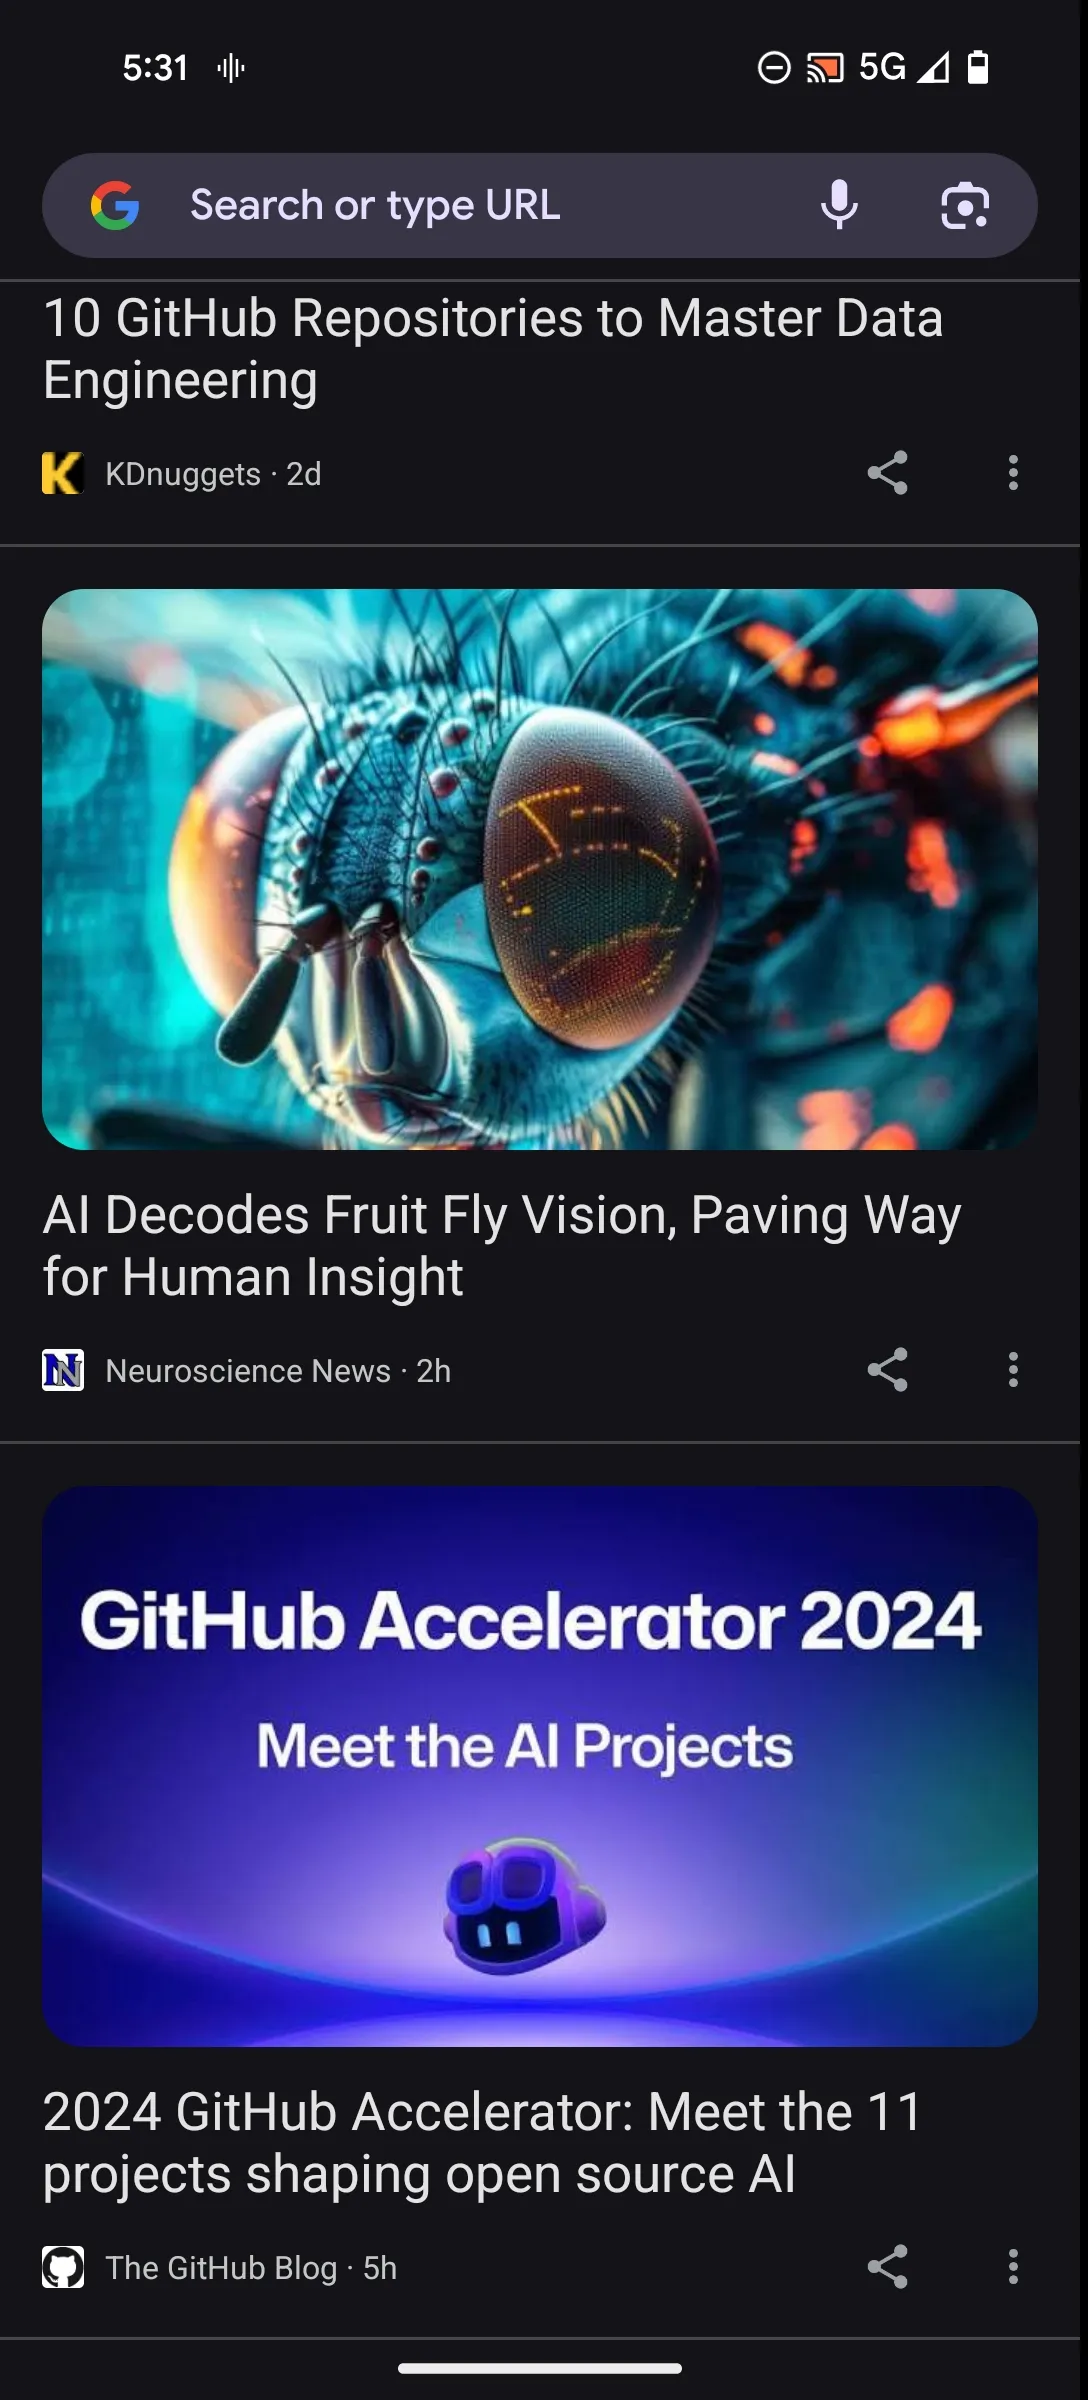 5:31
5G
Search or type URL
10 GitHub Repositories to Master Data
Engineering
KDnuggets · 2d
AI Decodes Fruit Fly Vision, Paving Way
for Human Insight
Neuroscience News · 2h
GitHub Accelerator 2024
Meet the AI Projects
2024 GitHub Accelerator: Meet the 11
projects shaping open source AI
The GitHub Blog · 5h